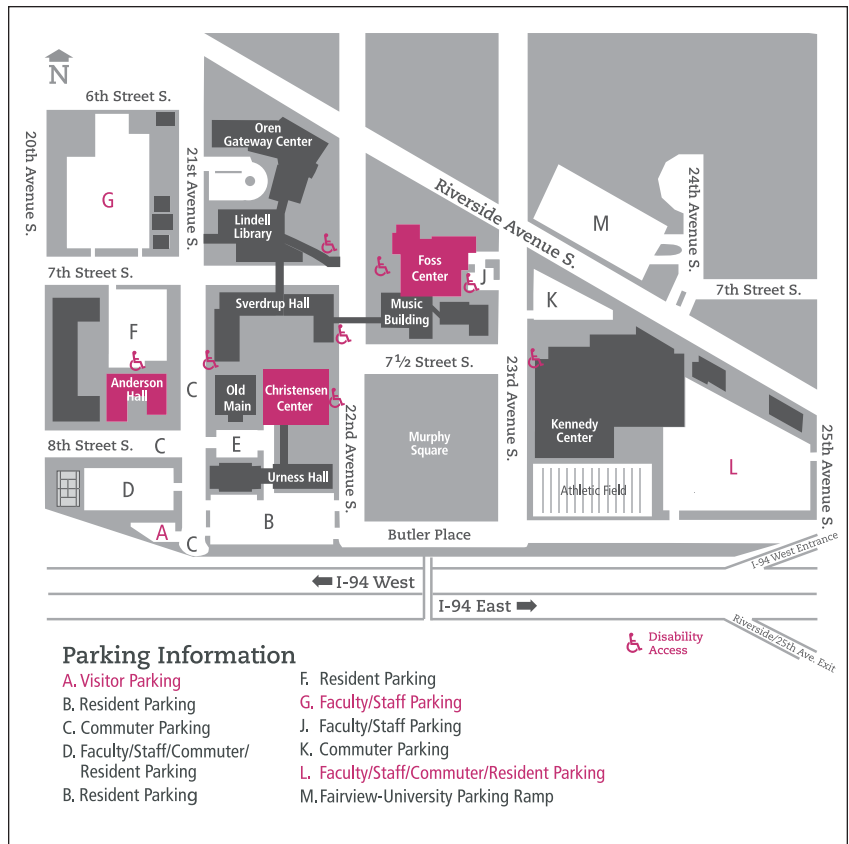 N
6th Street S.
20th Avenue S.
21st Avenue S.
G
Oren
Gateway Center
Lindell
Library
Riverside Avenue S.
24th Avenue S.
M
Foss
Center
J
7th Street S.
7th Street S.
K
F
Sverdrup Hall
Music
Building
7 1/2 Street S.
23rd Avenue S.
Anderson
Hall
C
Old
Main
Christensen
Center
22nd Avenue S.
Murphy
Square
Kennedy
Center
25th Avenue S.
8th Street S.
C
E
L
D
Urness Hall
Athletic Field
A
C
B
Butler Place
I-94 West Entrance
I-94 West
I-94 East
Riverside/25th Ave. Exit
Disability
Access
Parking Information
A. Visitor Parking
B. Resident Parking
C. Commuter Parking
D. Faculty/Staff/Commuter/
Resident Parking
B. Resident Parking
F. Resident Parking
G. Faculty/Staff Parking
J. Faculty/Staff Parking
K. Commuter Parking
L. Faculty/Staff/Commuter/Resident Parking
M. Fairview-University Parking Ramp